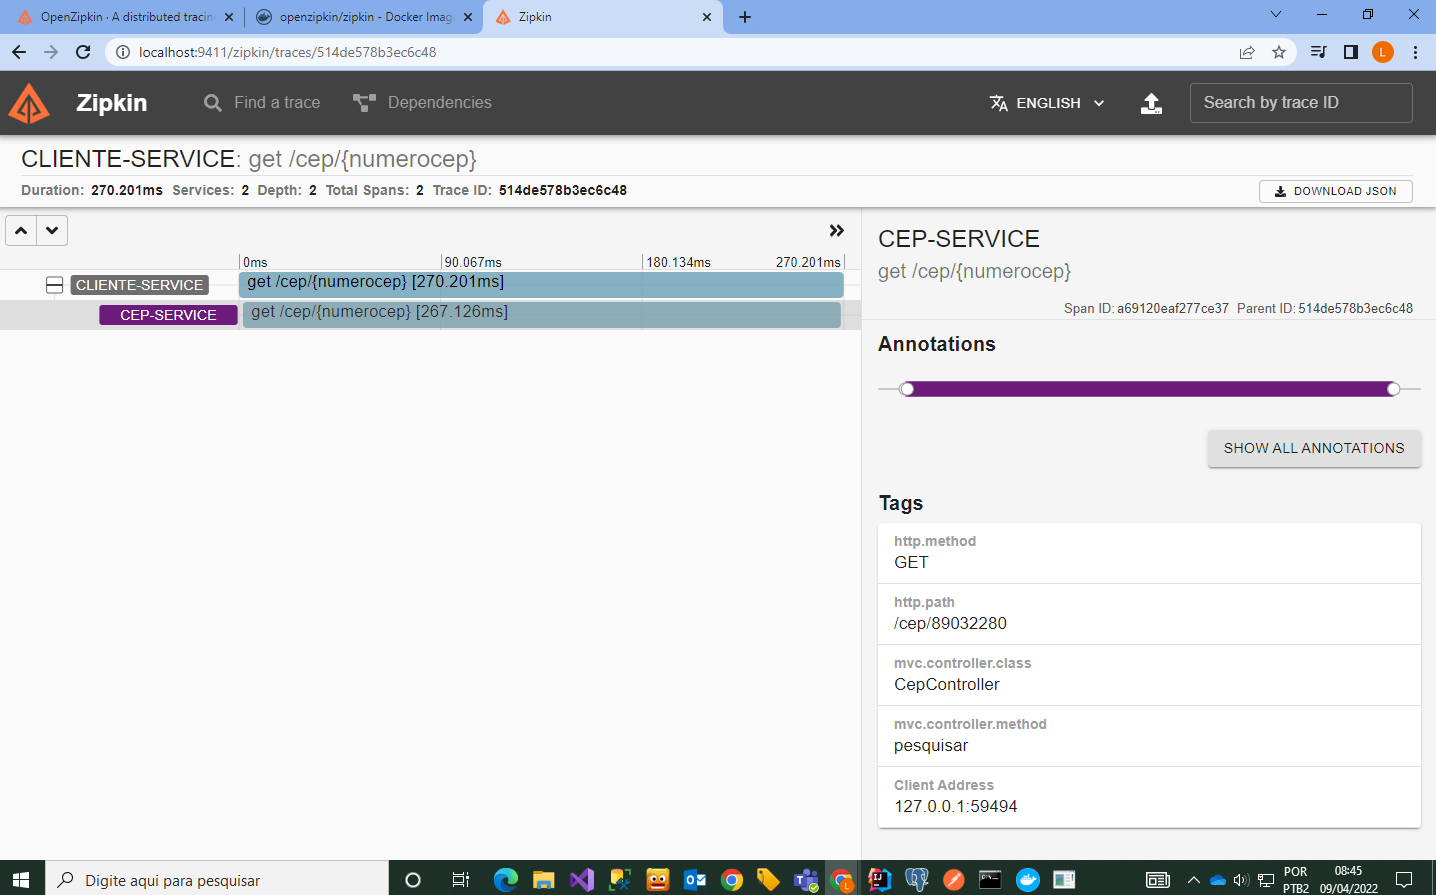 OpenZipkin · A distributed tracin
openzipkin/zipkin - Docker Imag
Zipkin
localhost:9411/zipkin/traces/514de578b3ec6c48
L
Zipkin
Find a trace
Dependencies
ENGLISH
Search by trace ID
CLIENTE-SERVICE: get /cep/{numerocep}
Duration: 270.201ms Services: 2 Depth: 2 Total Spans: 2 Trace ID: 514de578b3ec6c48
DOWNLOAD JSON
0ms 90.067ms 180.134ms 270.201ms
CLIENTE-SERVICE get /cep/{numerocep} [270.201ms]
CEP-SERVICE get /cep/{numerocep} [267.126ms]
CEP-SERVICE
get /cep/{numerocep}
Span ID: a69120eaf277ce37 Parent ID: 514de578b3ec6c48
Annotations
SHOW ALL ANNOTATIONS
Tags
http.method
GET
http.path
/cep/89032280
mvc.controller.class
CepController
mvc.controller.method
pesquisar
Client Address
127.0.0.1:59494
Digite aqui para pesquisar
POR
PTB2
08:45
09/04/2022